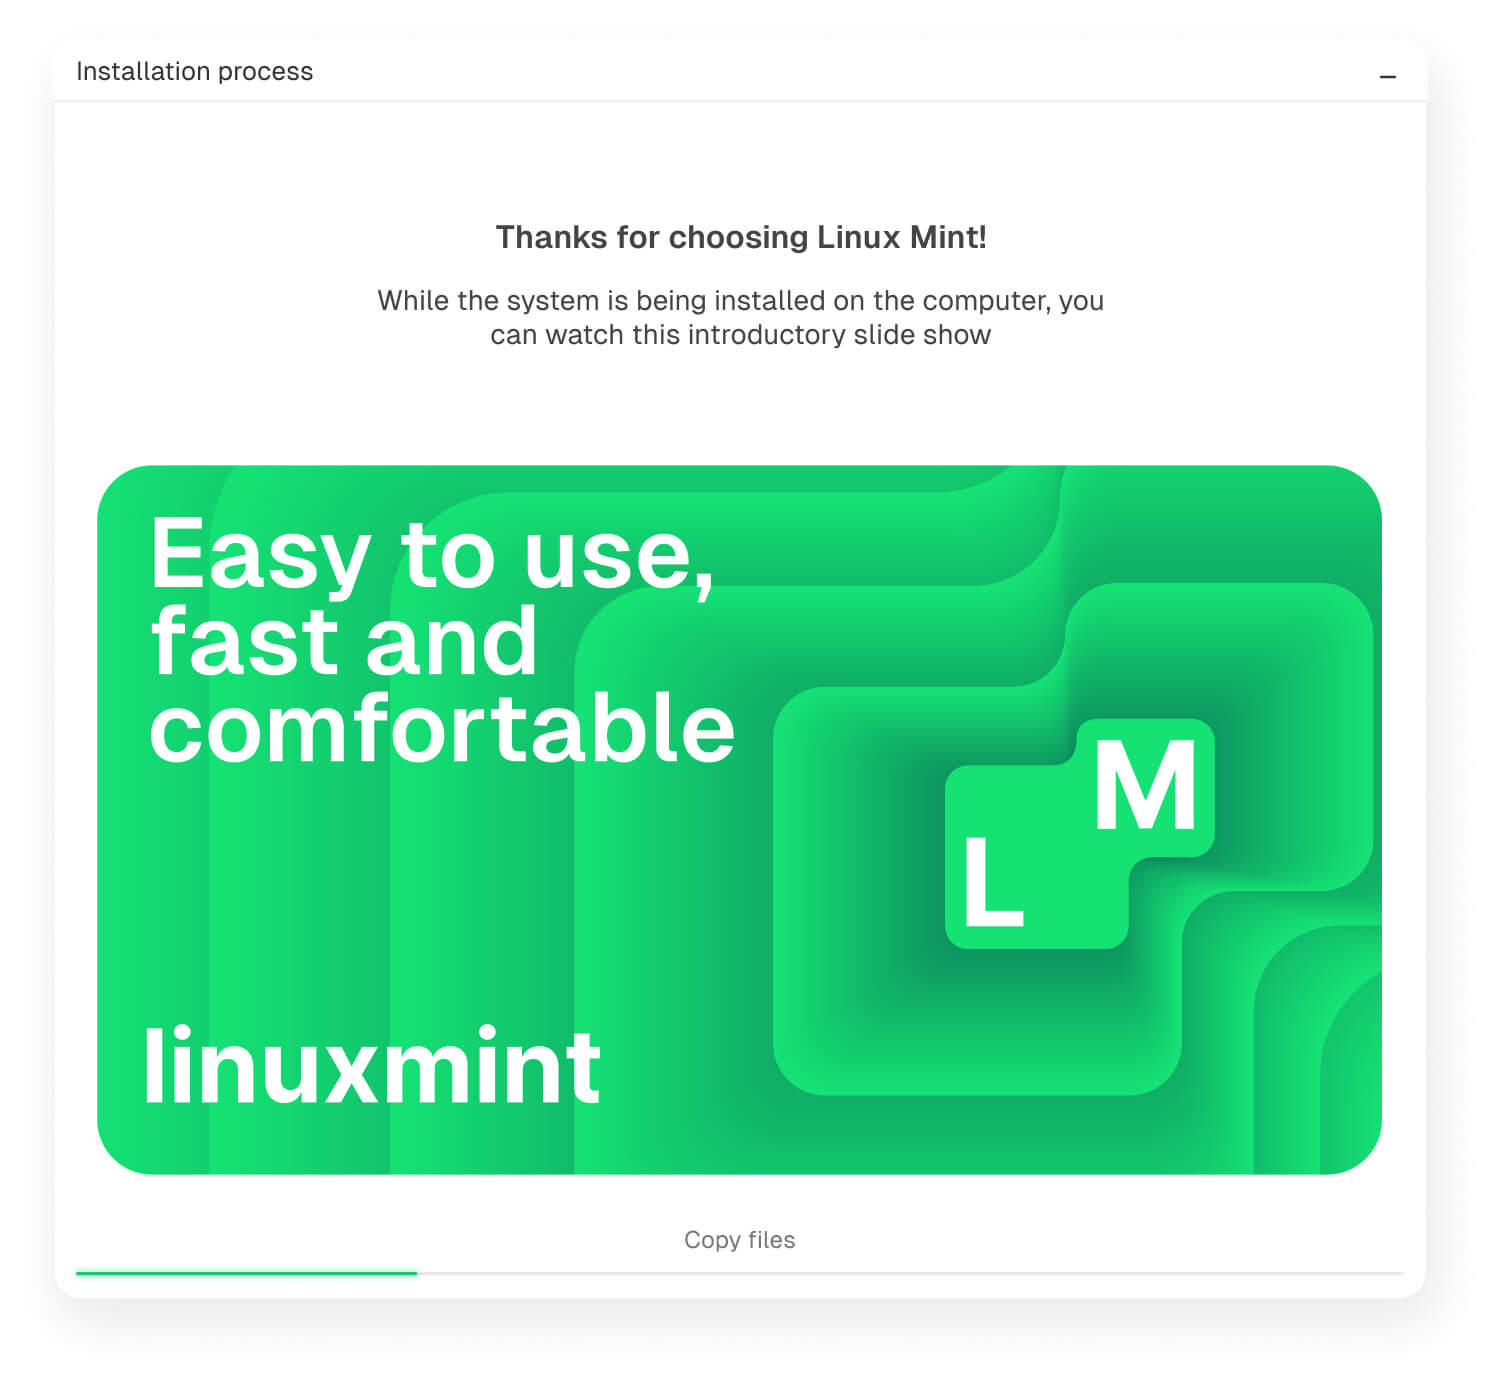 Installation process
Thanks for choosing Linux Mint!
While the system is being installed on the computer, you
can watch this introductory slide show
Easy to use,
fast and
comfortable
M
L
linuxmint
Copy files